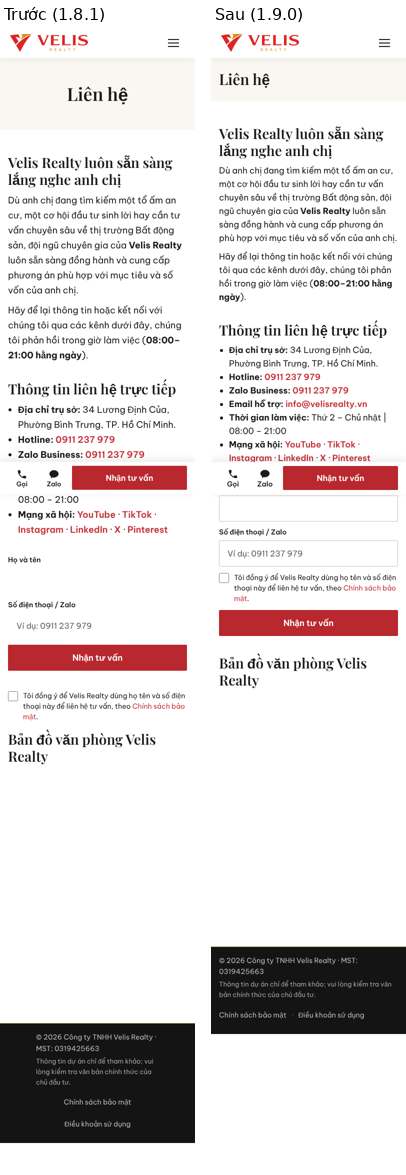 Trước (1.8.1)
VELIS
REALTY
Liên hệ
Velis Realty luôn sẵn sàng
lắng nghe anh chị
Dù anh chị đang tìm kiếm một tổ ấm an
cư, một cơ hội đầu tư sinh lời hay cần tư
vấn chuyên sâu về thị trường Bất động
sản, đội ngũ chuyên gia của Velis Realty
luôn sẵn sàng đồng hành và cung cấp
phương án phù hợp với mục tiêu và số
vốn của anh chị.
Hãy để lại thông tin hoặc kết nối với
chúng tôi qua các kênh dưới đây, chúng tôi
phản hồi trong giờ làm việc (08:00–
21:00 hằng ngày).
Thông tin liên hệ trực tiếp
Địa chỉ trụ sở: 34 Lương Định Của,
Phường Bình Trưng, TP. Hồ Chí Minh.
Hotline: 0911 237 979
Zalo Business: 0911 237 979
Gọi
Zalo
Nhận tư vấn
08:00 – 21:00
Mạng xã hội: YouTube · TikTok ·
Instagram · LinkedIn · X · Pinterest
Họ và tên
Số điện thoại / Zalo
Ví dụ: 0911 237 979
Nhận tư vấn
Tôi đồng ý để Velis Realty dùng họ tên và số điện
thoại này để liên hệ tư vấn, theo Chính sách bảo
mật.
Bản đồ văn phòng Velis
Realty
© 2026 Công ty TNHH Velis Realty ·
MST: 0319425663
Thông tin dự án chỉ để tham khảo; vui
lòng kiểm tra văn bản chính thức của
chủ đầu tư.
Chính sách bảo mật
Điều khoản sử dụng
Sau (1.9.0)
VELIS
REALTY
Liên hệ
Velis Realty luôn sẵn sàng
lắng nghe anh chị
Dù anh chị đang tìm kiếm một tổ ấm an cư,
một cơ hội đầu tư sinh lời hay cần tư vấn
chuyên sâu về thị trường Bất động sản, đội
ngũ chuyên gia của Velis Realty luôn sẵn
sàng đồng hành và cung cấp phương án
phù hợp với mục tiêu và số vốn của anh chị.
Hãy để lại thông tin hoặc kết nối với chúng
tôi qua các kênh dưới đây, chúng tôi phản
hồi trong giờ làm việc (08:00–21:00 hằng
ngày).
Thông tin liên hệ trực tiếp
Địa chỉ trụ sở: 34 Lương Định Của,
Phường Bình Trưng, TP. Hồ Chí Minh.
Hotline: 0911 237 979
Zalo Business: 0911 237 979
Email hỗ trợ: info@velisrealty.vn
Thời gian làm việc: Thứ 2 – Chủ nhật |
08:00 – 21:00
Mạng xã hội: YouTube · TikTok ·
Instagram · LinkedIn · X · Pinterest
Gọi
Zalo
Nhận tư vấn
Số điện thoại / Zalo
Ví dụ: 0911 237 979
Tôi đồng ý để Velis Realty dùng họ tên và số điện
thoại này để liên hệ tư vấn, theo Chính sách bảo
mật.
Nhận tư vấn
Bản đồ văn phòng Velis
Realty
© 2026 Công ty TNHH Velis Realty · MST:
0319425663
Thông tin dự án chỉ để tham khảo; vui lòng kiểm tra văn
bản chính thức của chủ đầu tư.
Chính sách bảo mật · Điều khoản sử dụng